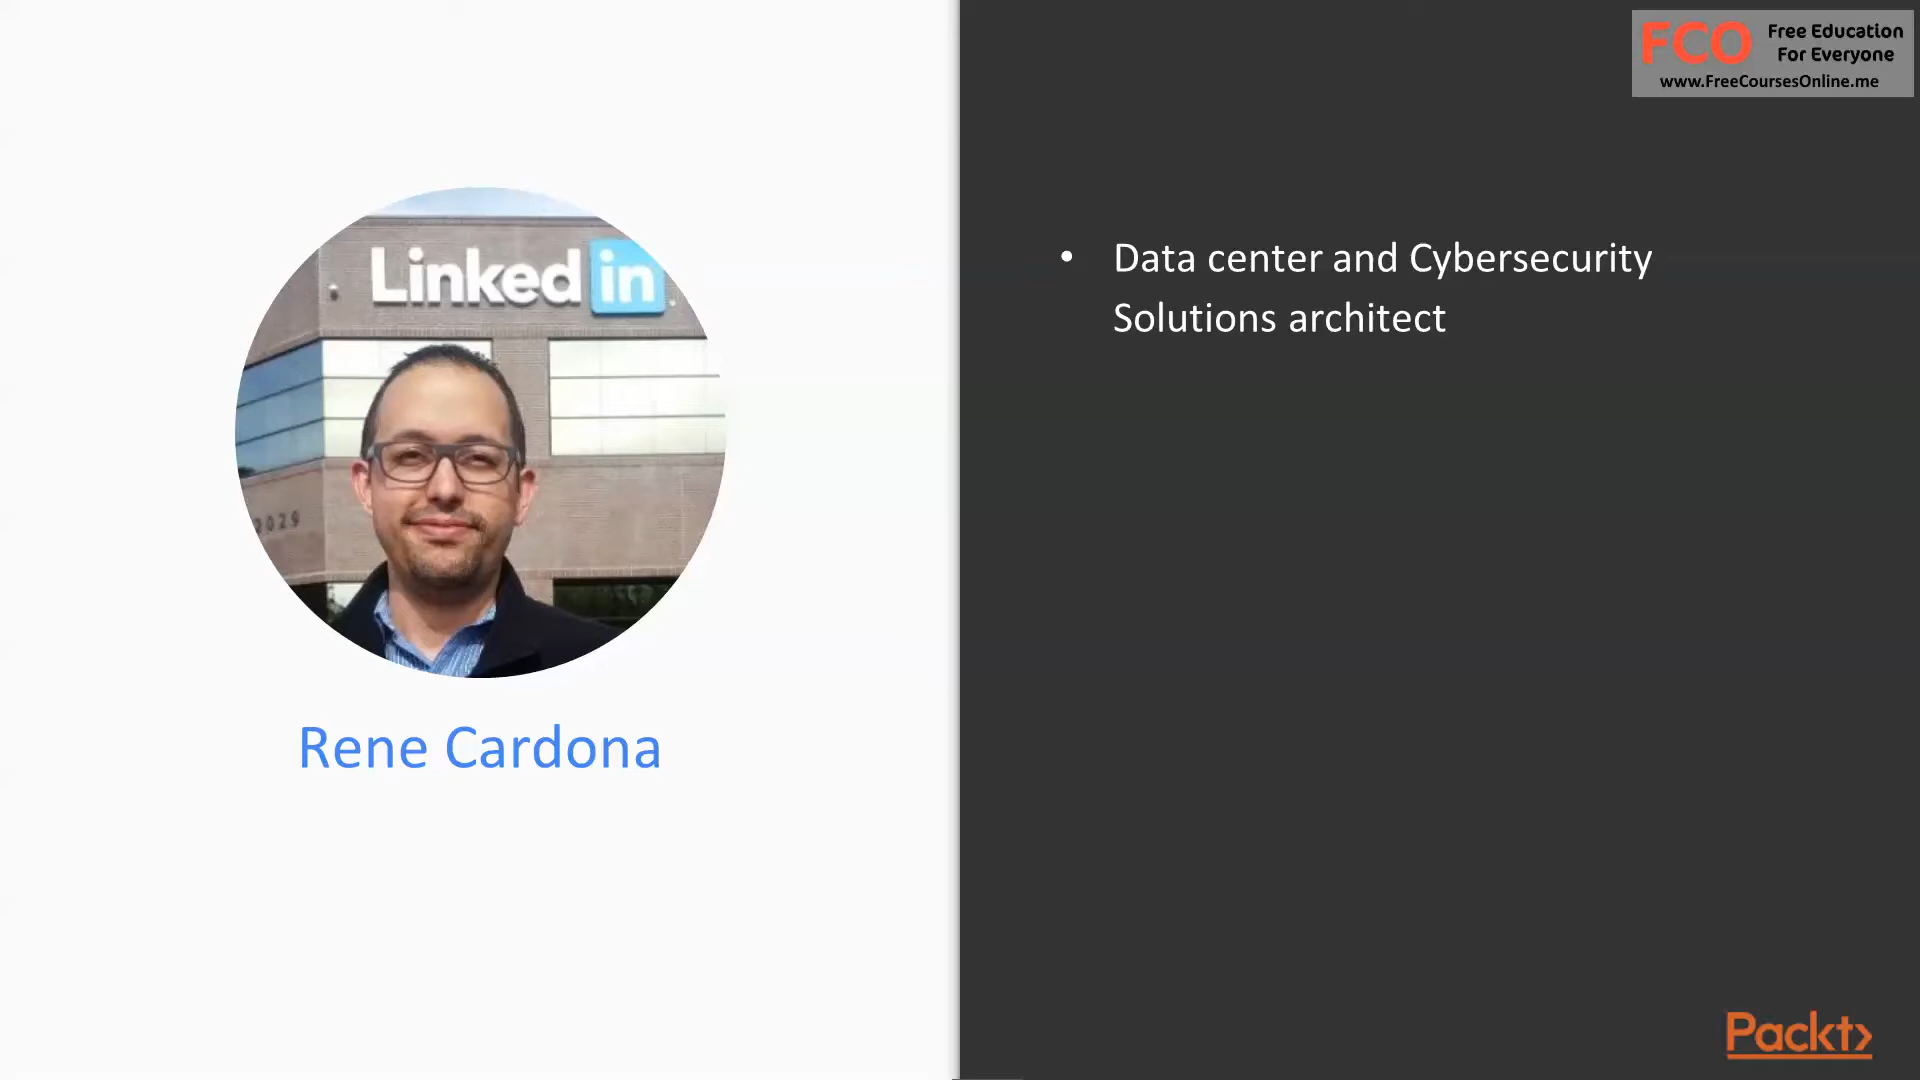 Linked in
2029
Rene Cardona
FCO Free Education
For Everyone
www.FreeCoursesOnline.me
• Data center and Cybersecurity
Solutions architect
Packt>